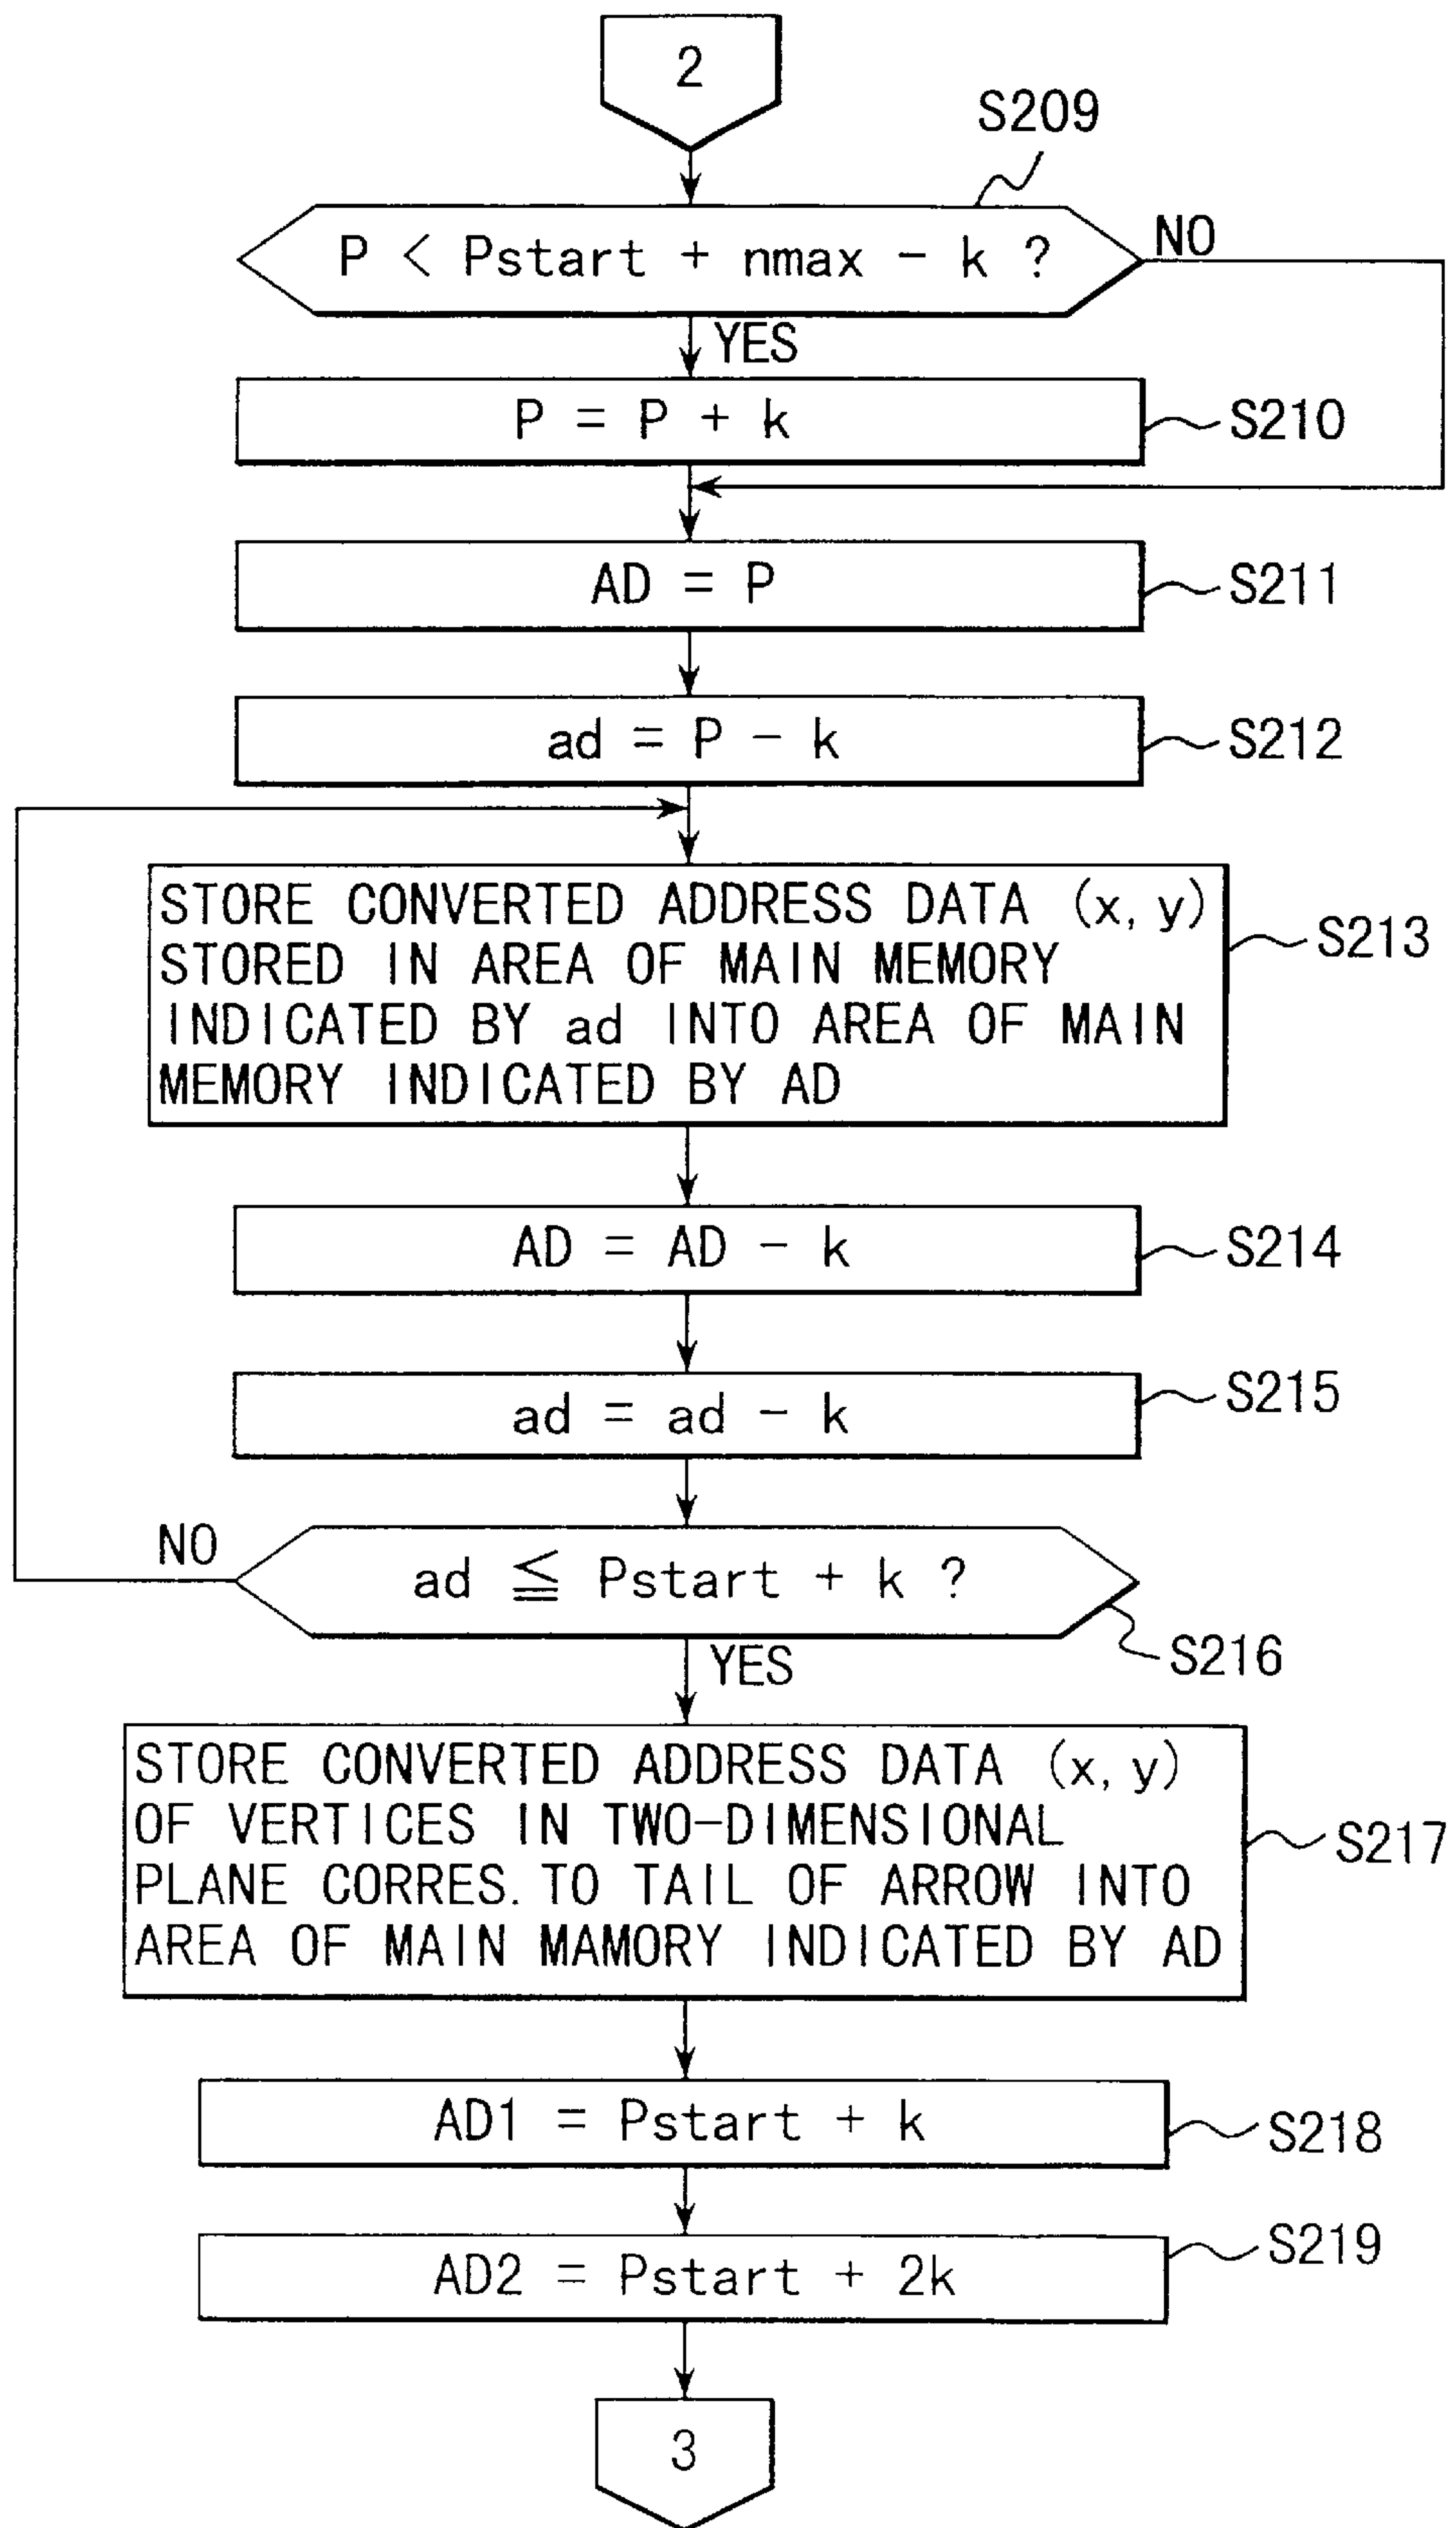 2
S209
P < Pstart + nmax - k ?
NO
YES
P = P + k
S210
AD = P
S211
ad = P - k
S212
STORE CONVERTED ADDRESS DATA (x, y)
STORED IN AREA OF MAIN MEMORY
INDICATED BY ad INTO AREA OF MAIN
MEMORY INDICATED BY AD
S213
AD = AD - k
S214
ad = ad - k
S215
NO
ad ≦ Pstart + k ?
S216
YES
STORE CONVERTED ADDRESS DATA (x, y)
OF VERTICES IN TWO-DIMENSIONAL
PLANE CORRES. TO TAIL OF ARROW INTO
AREA OF MAIN MAMORY INDICATED BY AD
S217
AD1 = Pstart + k
S218
AD2 = Pstart + 2k
S219
3